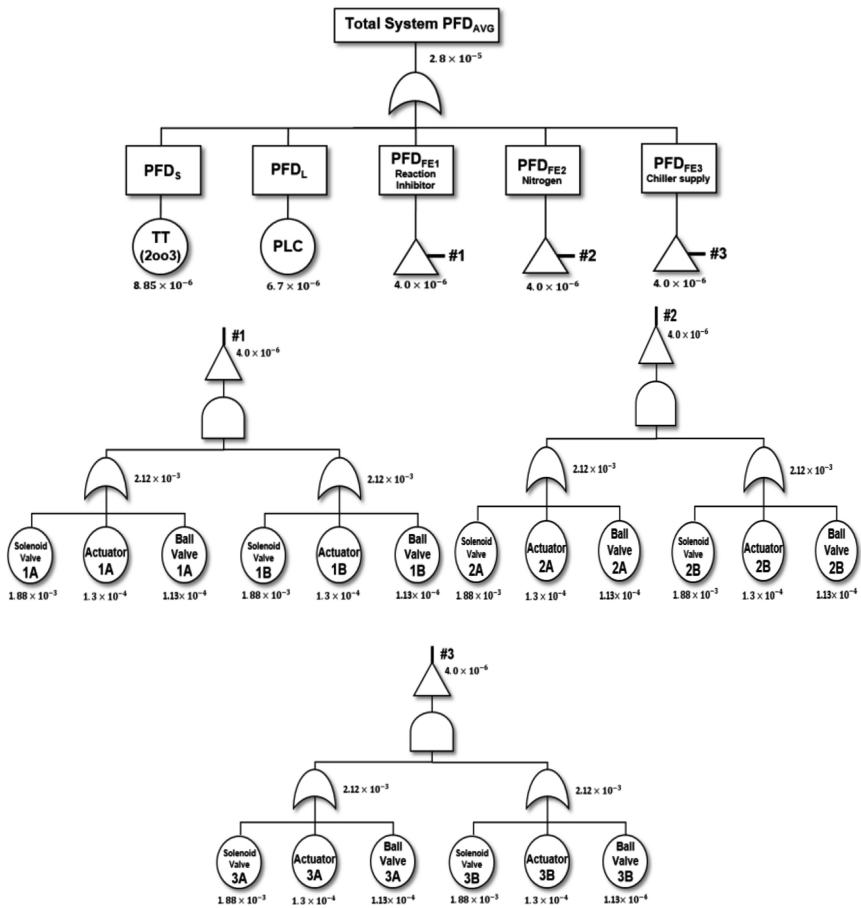 Total System PFDAVG
2.8 × 10⁻⁵
PFDS
PFDL
PFDFE1
Reaction
Inhibitor
PFDFE2
Nitrogen
PFDFE3
Chiller supply
TT
(2oo3)
PLC
#1
#2
#3
8.85 × 10⁻⁶
6.7 × 10⁻⁶
4.0 × 10⁻⁶
4.0 × 10⁻⁶
4.0 × 10⁻⁶
#1
4.0 × 10⁻⁶
2.12 × 10⁻³
2.12 × 10⁻³
Solenoid
Valve
1A
Actuator
1A
Ball
Valve
1A
Solenoid
Valve
1B
Actuator
1B
Ball
Valve
1B
1.88 × 10⁻³
1.3 × 10⁻⁴
1.13× 10⁻⁴
1.88 × 10⁻³
1.3 × 10⁻⁴
1.13× 10⁻⁶
#2
4.0 × 10⁻⁶
2.12 × 10⁻³
2.12 × 10⁻³
Solenoid
Valve
2A
Actuator
2A
Ball
Valve
2A
Solenoid
Valve
2B
Actuator
2B
Ball
Valve
2B
1.88 × 10⁻³
1.3 × 10⁻⁴
1.13× 10⁻⁴
1.88 × 10⁻³
1.3 × 10⁻⁴
1.13× 10⁻⁴
#3
4.0 × 10⁻⁶
2.12 × 10⁻³
2.12 × 10⁻³
Solenoid
Valve
3A
Actuator
3A
Ball
Valve
3A
Solenoid
Valve
3B
Actuator
3B
Ball
Valve
3B
1.88 × 10⁻³
1.3 × 10⁻⁴
1.13× 10⁻⁴
1.88 × 10⁻³
1.3 × 10⁻⁴
1.13× 10⁻⁴